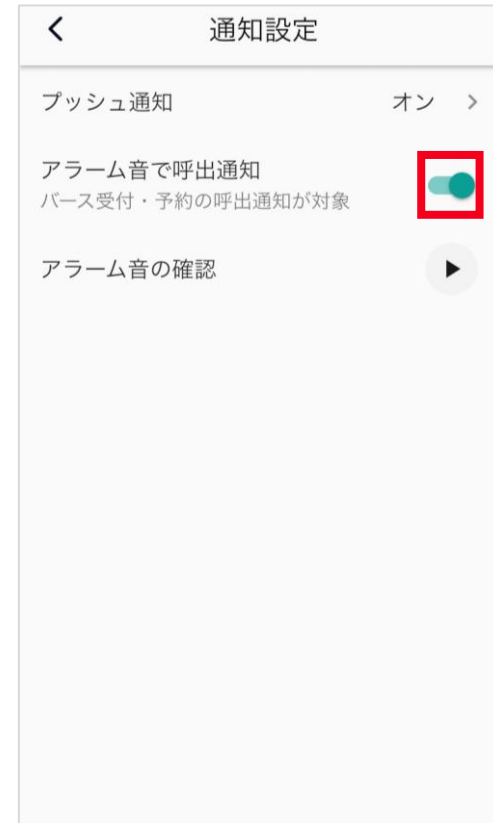 通知設定
プッシュ通知 オン
アラーム音で呼出通知
バース受付・予約の呼出通知が対象
アラーム音の確認